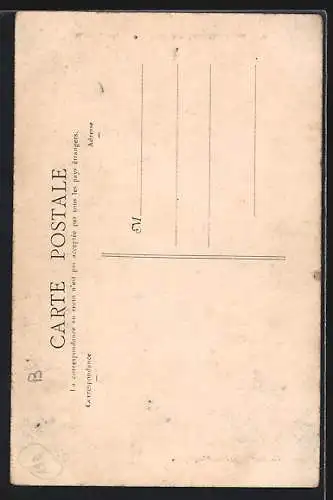 CARTE POSTALE
La correspondance au recto n'est pas acceptée par tous les pays étrangers.
Correspondance
Adresse
M
B